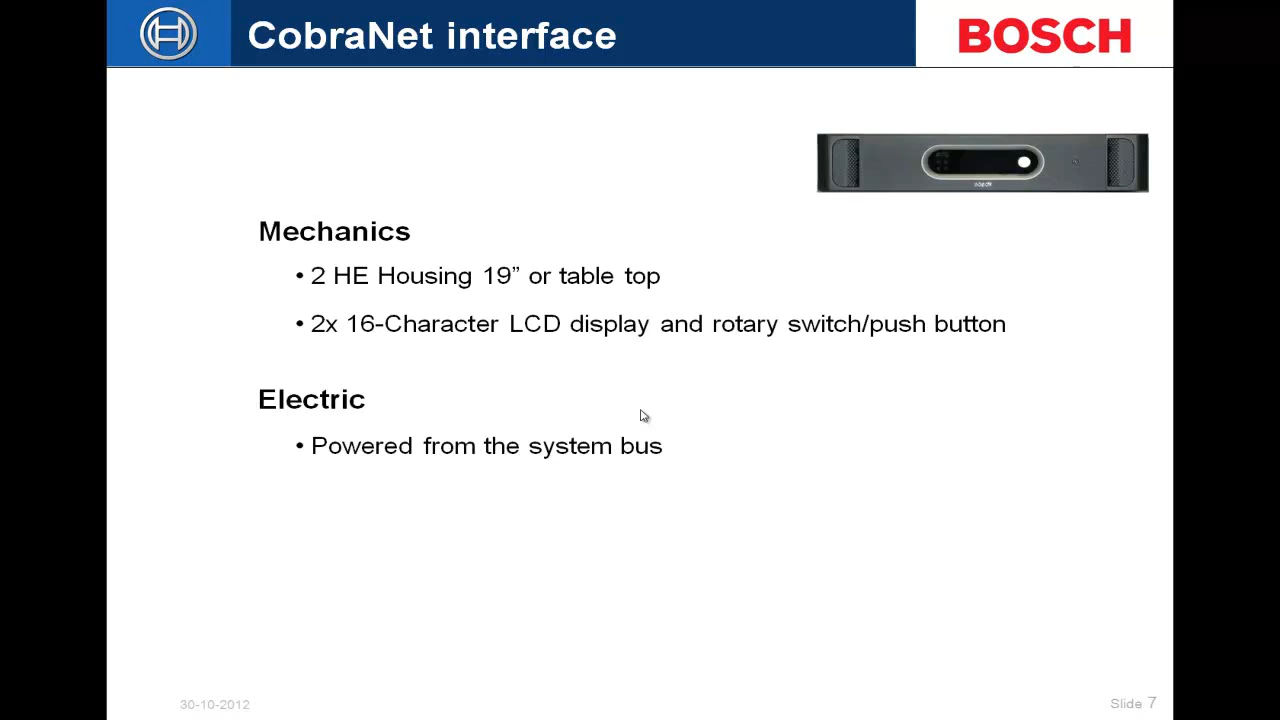 CobraNet interface
BOSCH
Mechanics
• 2 HE Housing 19” or table top
• 2x 16-Character LCD display and rotary switch/push button
Electric
• Powered from the system bus
30-10-2012
Slide 7